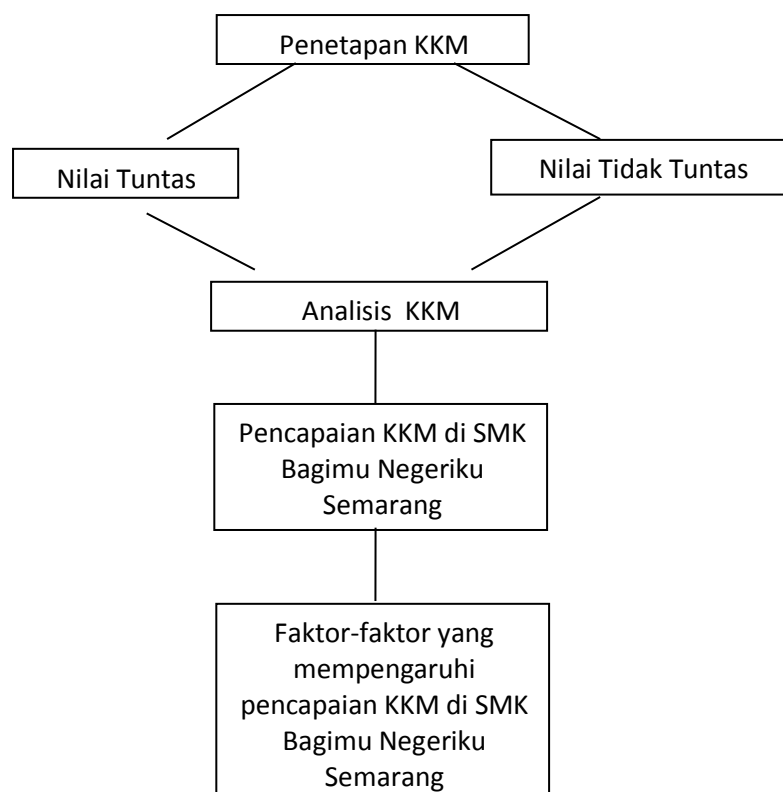 Penetapan KKM
Nilai Tuntas
Nilai Tidak Tuntas
Analisis KKM
Pencapaian KKM di SMK
Bagimu Negeriku
Semarang
Faktor-faktor yang
mempengaruhi
pencapaian KKM di SMK
Bagimu Negeriku
Semarang